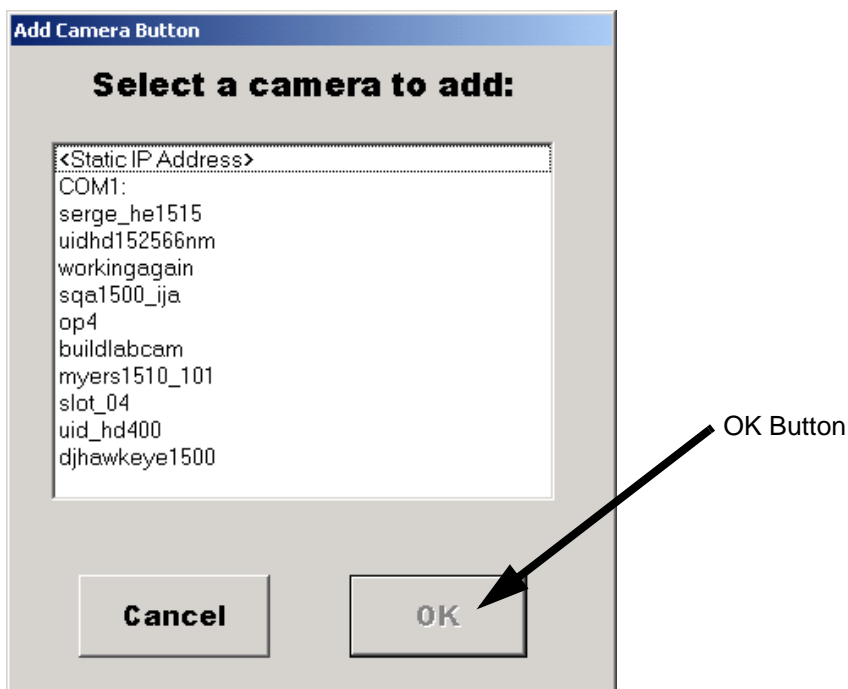 Add Camera Button
Select a camera to add:
<Static IP Address>
COM1:
serge_he1515
uidhd152566nm
workingagain
sqa1500_ija
op4
buildlabcam
myers1510_101
slot_04
uid_hd400
djhawkeye1500
OK Button
Cancel OK